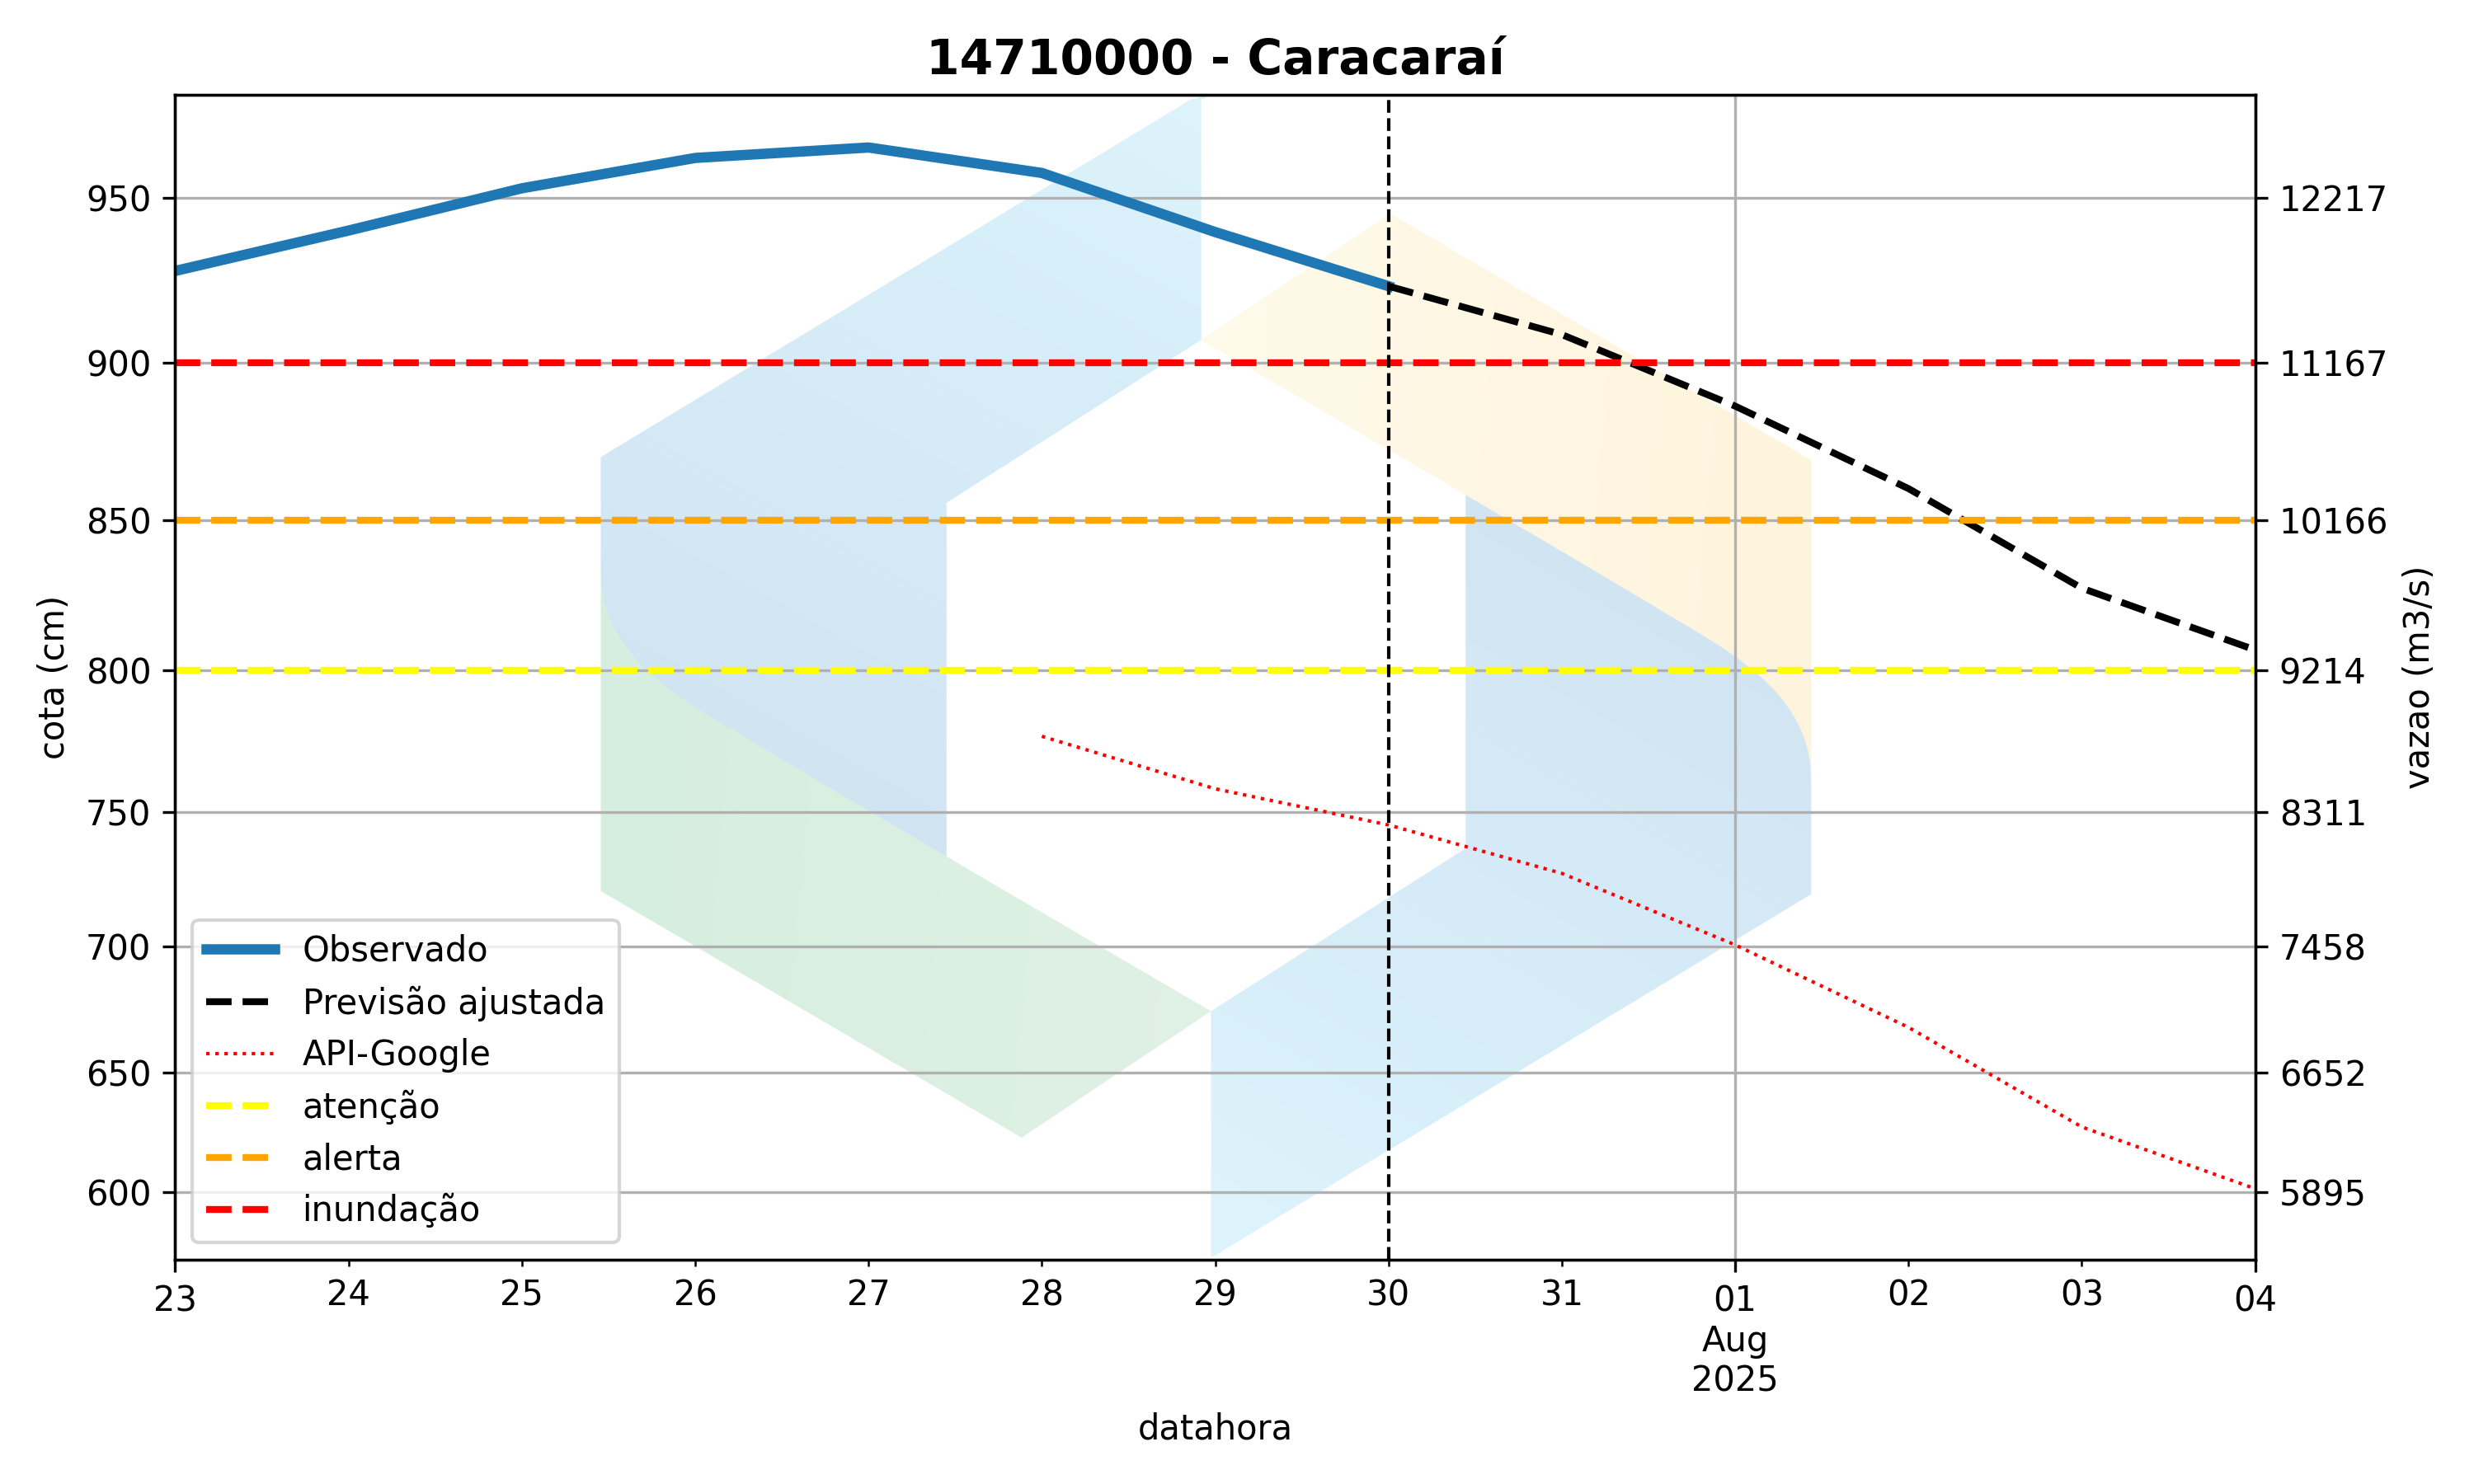 14710000 - Caracaraí
cota (cm)
950
900
850
800
750
700
650
600
12217
11167
10166
9214
8311
7458
6652
5895
vazao (m3/s)
Observado
Previsão ajustada
API-Google
atenção
alerta
inundação
23 24 25 26 27 28 29 30 31 01 02 03 04
Aug
2025
datahora